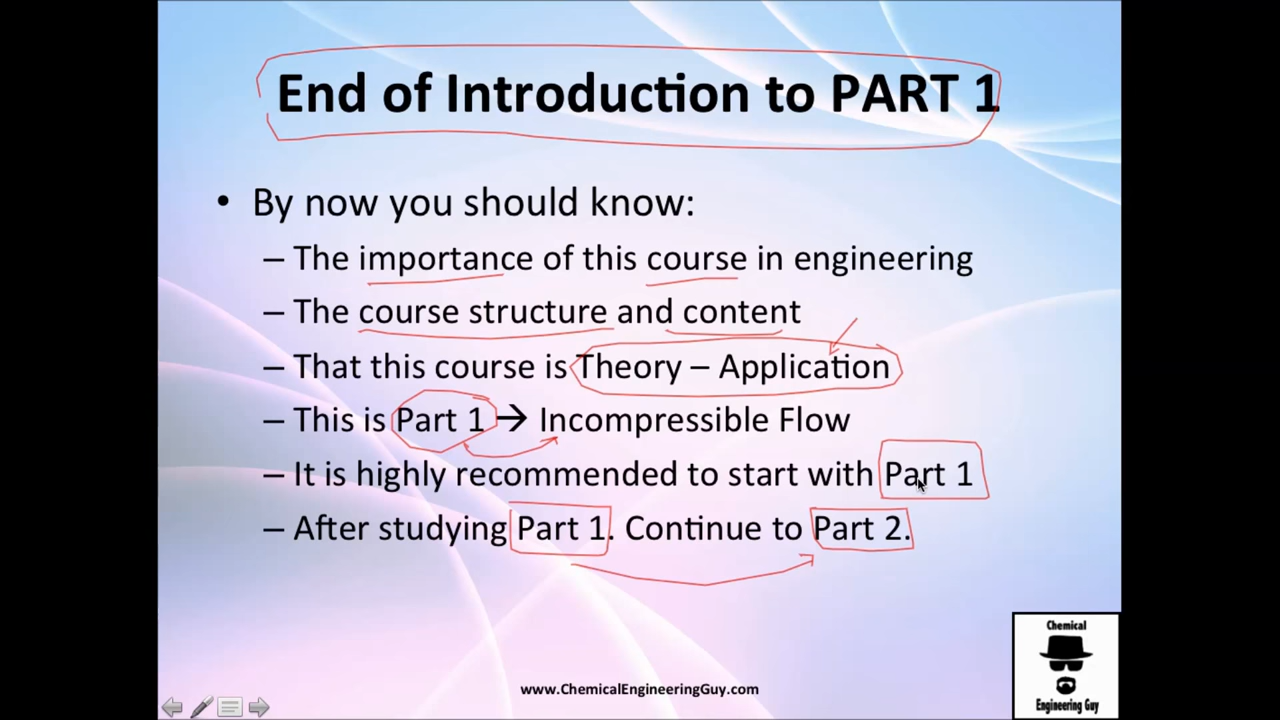 End of Introduction to PART 1
• By now you should know:
– The importance of this course in engineering
– The course structure and content
– That this course is Theory – Application
– This is Part 1 → Incompressible Flow
– It is highly recommended to start with Part 1
– After studying Part 1. Continue to Part 2.
www.ChemicalEngineeringGuy.com
Chemical
Engineering Guy